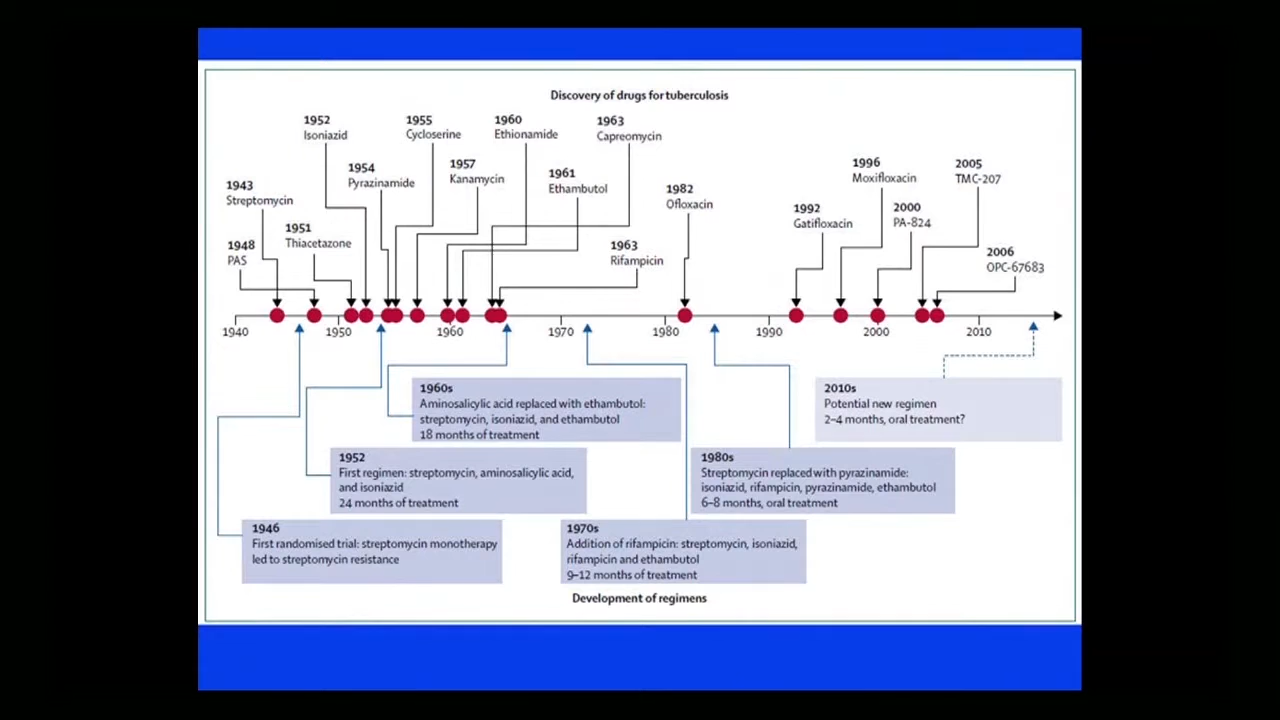 Discovery of drugs for tuberculosis
1952
Isoniazid
1955
Cycloserine
1960
Ethionamide
1963
Capreomycin
1954
Pyrazinamide
1957
Kanamycin
1961
Ethambutol
1943
Streptomycin
1951
Thiacetazone
1948
PAS
1963
Rifampicin
1982
Ofloxacin
1992
Gatifloxacin
1996
Moxifloxacin
2000
PA-824
2005
TMC-207
2006
OPC-67683
1940 1950 1960 1970 1980 1990 2000 2010
1960s
Aminosalicylic acid replaced with ethambutol:
streptomycin, isoniazid, and ethambutol
18 months of treatment
2010s
Potential new regimen
2–4 months, oral treatment?
1952
First regimen: streptomycin, aminosalicylic acid,
and isoniazid
24 months of treatment
1980s
Streptomycin replaced with pyrazinamide:
isoniazid, rifampicin, pyrazinamide, ethambutol
6–8 months, oral treatment
1946
First randomised trial: streptomycin monotherapy
led to streptomycin resistance
1970s
Addition of rifampicin: streptomycin, isoniazid,
rifampicin and ethambutol
9–12 months of treatment
Development of regimens